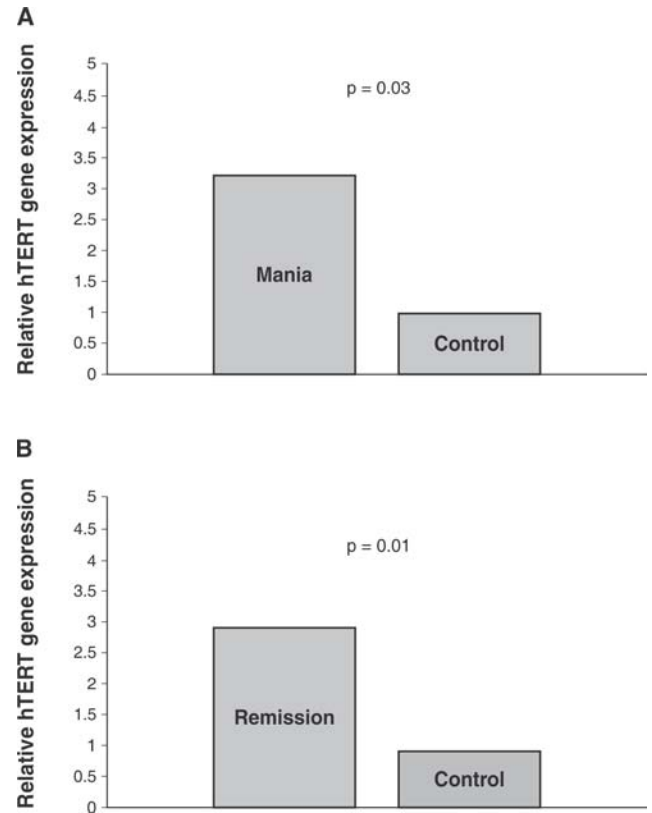 A
Relative hTERT gene expression
5
4.5
4
3.5
3
2.5
2
1.5
1
0.5
0
p = 0.03
Mania
Control
B
Relative hTERT gene expression
5
4.5
4
3.5
3
2.5
2
1.5
1
0.5
0
p = 0.01
Remission
Control